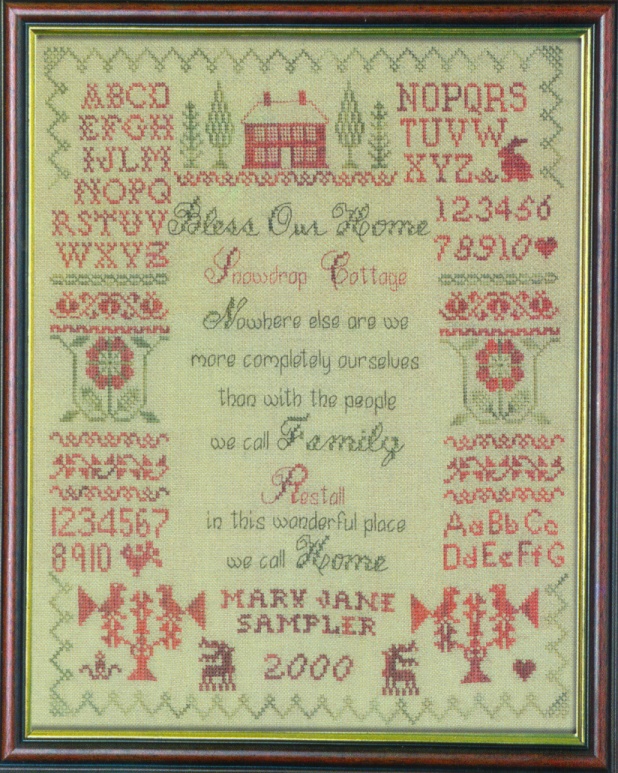 ABCD
EFGH
IJLM
NOPQ
RSTUV
WXYZ
NOPQRS
TUVW
XYZ
123456
78910
Bless Our Home
Snowdrop Cottage
Nowhere else are we
more completely ourselves
than with the people
we call Family
Restall
in this wonderful place
we call Home
1234567
8910
AaBbCc
DdEeFfG
MARY JANE
SAMPLER
2000